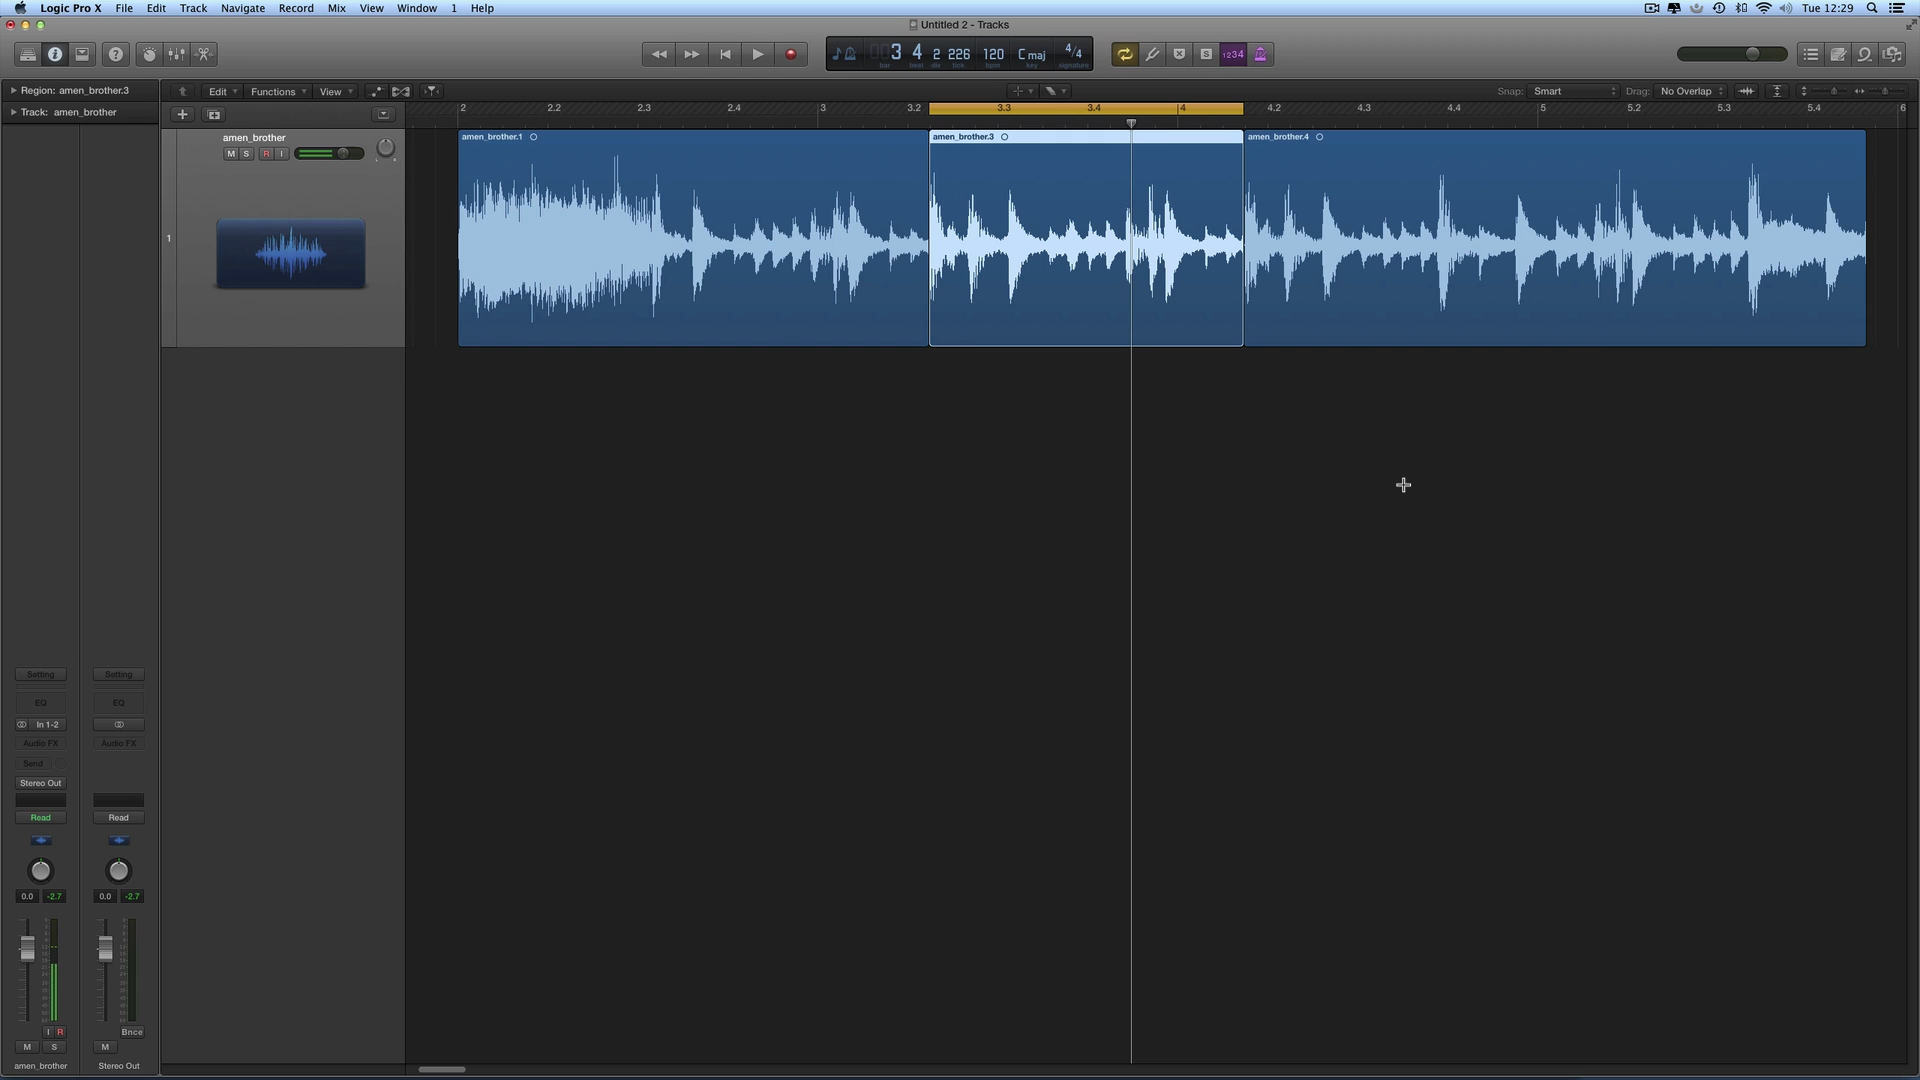 Logic Pro X File Edit Track Navigate Record Mix View Window 1 Help Tue 12:29
Untitled 2 - Tracks
3 4 2 226 120 C maj 4/4
bar beat div tick bpm key signature
S 1234
Region: amen_brother.3
Edit Functions View Snap: Smart Drag: No Overlap
Track: amen_brother
2 2.2 2.3 2.4 3 3.2 3.3 3.4 4 4.2 4.3 4.4 5 5.2 5.3 5.4 6
amen_brother
M S R I
1
amen_brother.1 amen_brother.3 amen_brother.4
Setting Setting
EQ EQ
In 1-2
Audio FX Audio FX
Send
Stereo Out
Read Read
0.0 -2.7 0.0 -2.7
I R Bnce
M S M
amen_brother Stereo Out